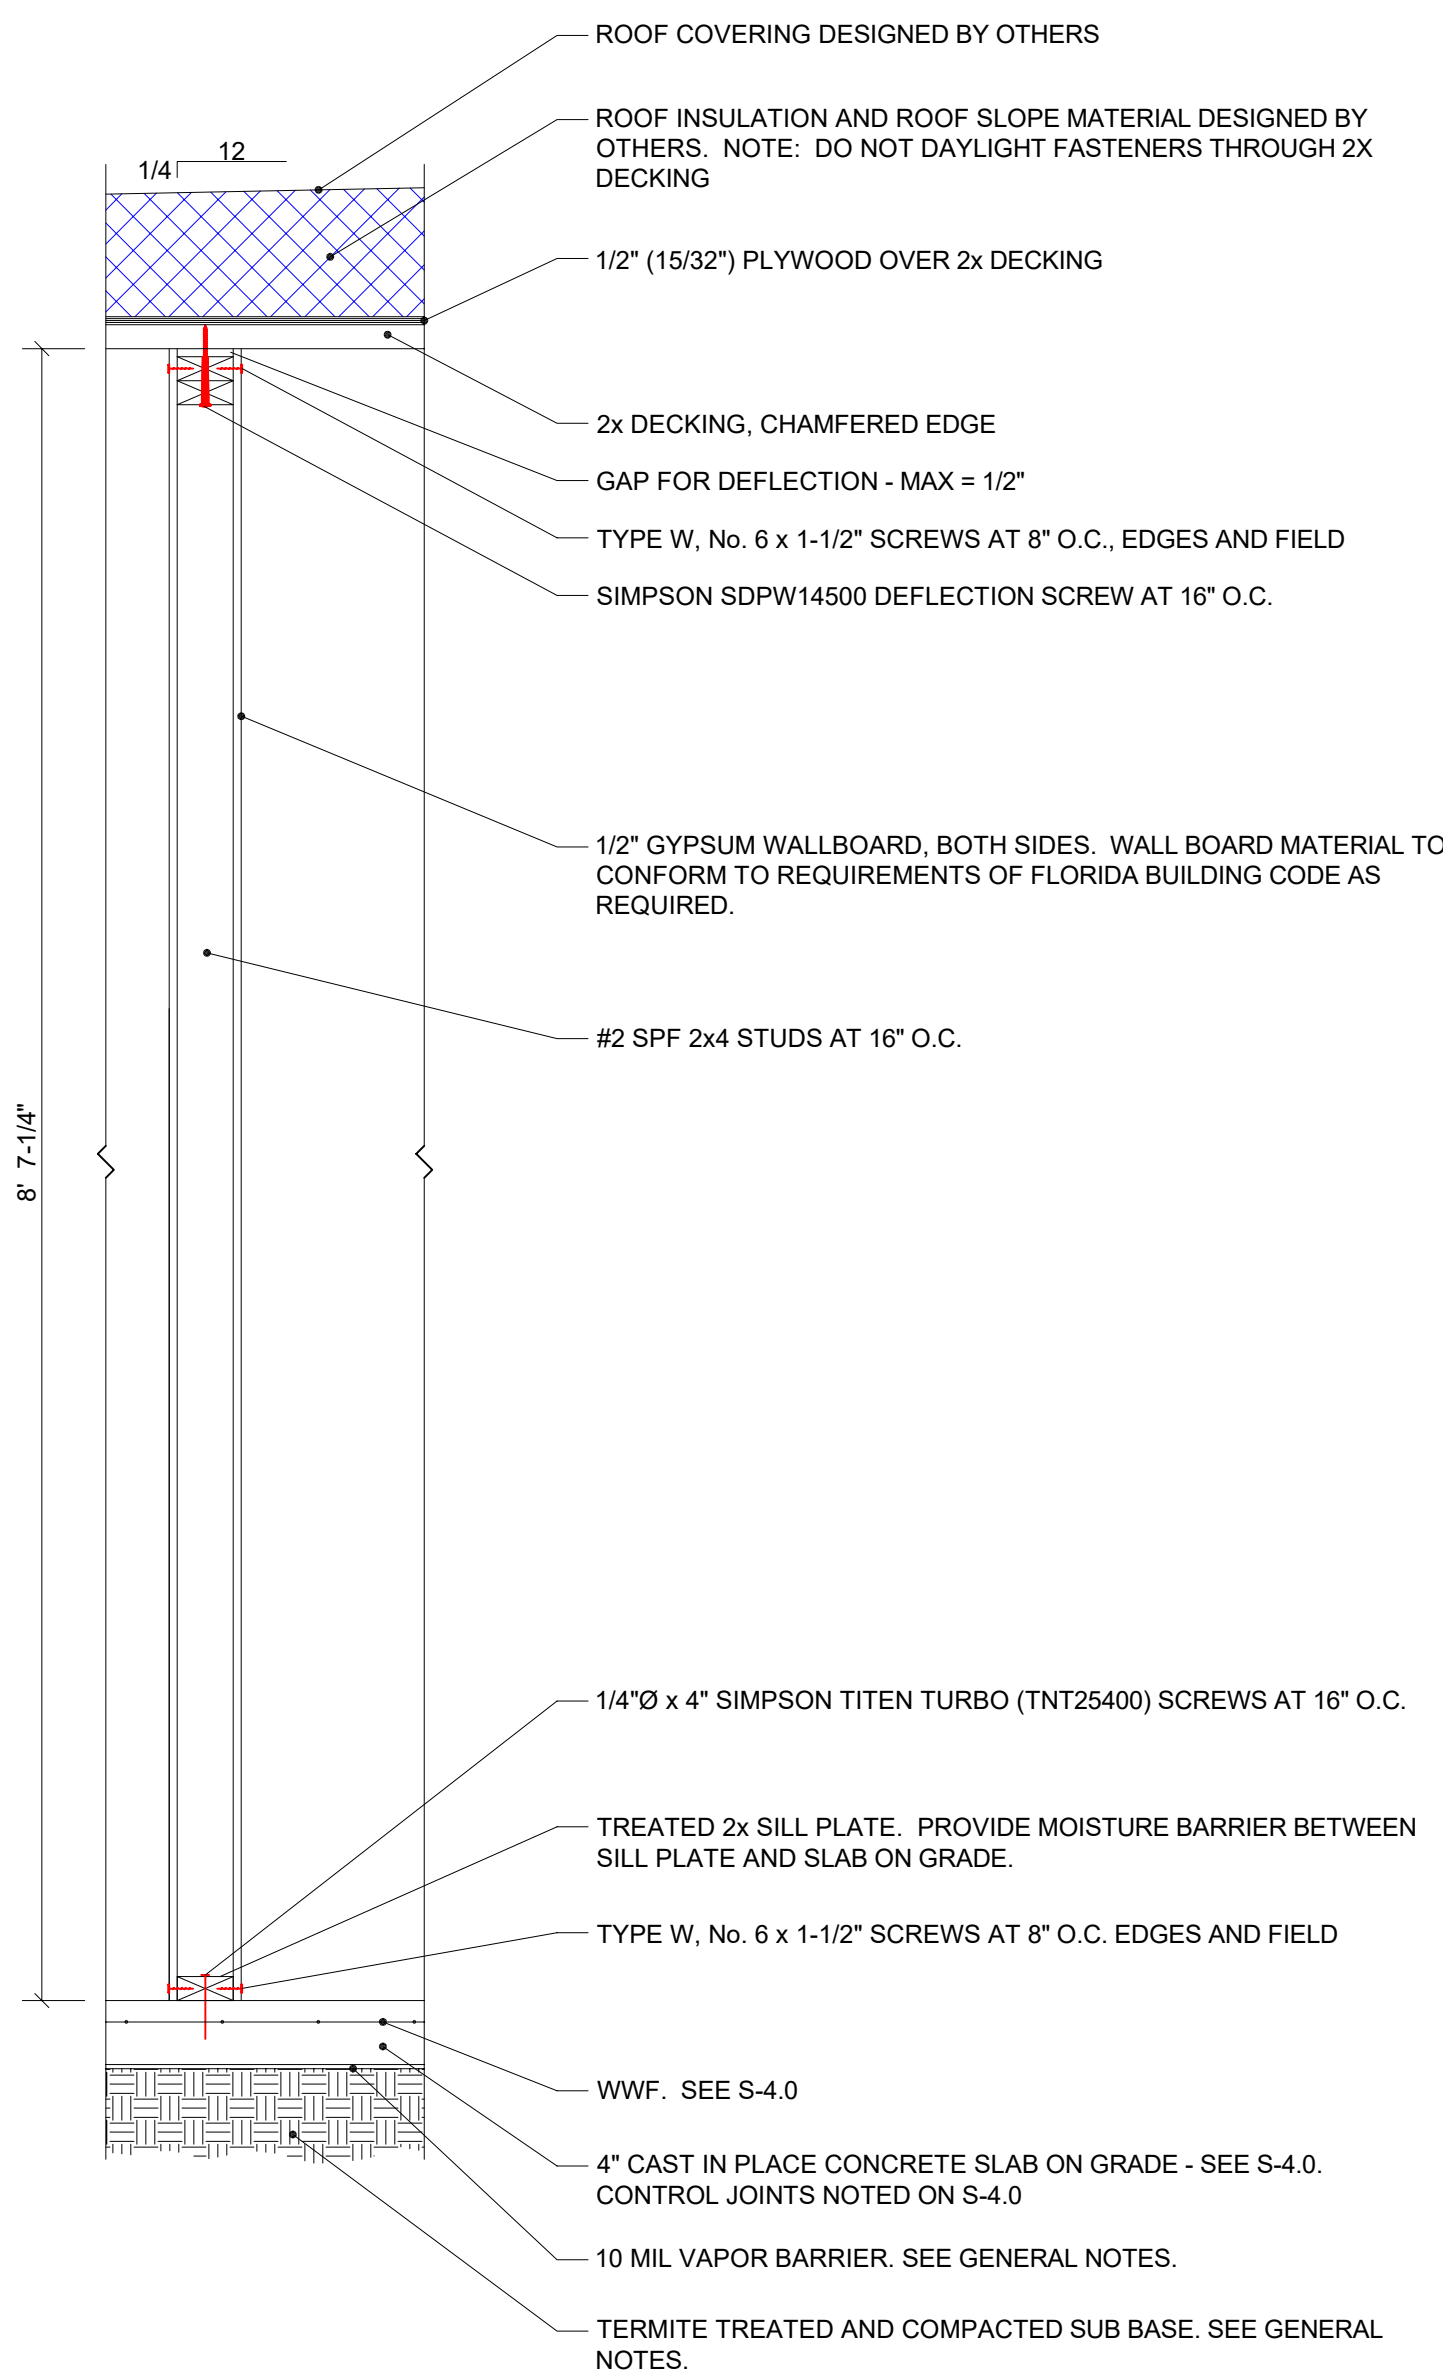 ROOF COVERING DESIGNED BY OTHERS
ROOF INSULATION AND ROOF SLOPE MATERIAL DESIGNED BY
OTHERS.  NOTE:  DO NOT DAYLIGHT FASTENERS THROUGH 2X
DECKING
12
1/4
1/2" (15/32") PLYWOOD OVER 2x DECKING
2x DECKING, CHAMFERED EDGE
GAP FOR DEFLECTION - MAX = 1/2"
TYPE W, No. 6 x 1-1/2" SCREWS AT 8" O.C., EDGES AND FIELD
SIMPSON SDPW14500 DEFLECTION SCREW AT 16" O.C.
1/2" GYPSUM WALLBOARD, BOTH SIDES.  WALL BOARD MATERIAL TO
CONFORM TO REQUIREMENTS OF FLORIDA BUILDING CODE AS
REQUIRED.
#2 SPF 2x4 STUDS AT 16" O.C.
8'  7-1/4"
1/4"Ø x 4" SIMPSON TITEN TURBO (TNT25400) SCREWS AT 16" O.C.
TREATED 2x SILL PLATE.  PROVIDE MOISTURE BARRIER BETWEEN
SILL PLATE AND SLAB ON GRADE.
TYPE W, No. 6 x 1-1/2" SCREWS AT 8" O.C. EDGES AND FIELD
WWF.  SEE S-4.0
4" CAST IN PLACE CONCRETE SLAB ON GRADE - SEE S-4.0.
CONTROL JOINTS NOTED ON S-4.0
10 MIL VAPOR BARRIER. SEE GENERAL NOTES.
TERMITE TREATED AND COMPACTED SUB BASE. SEE GENERAL
NOTES.